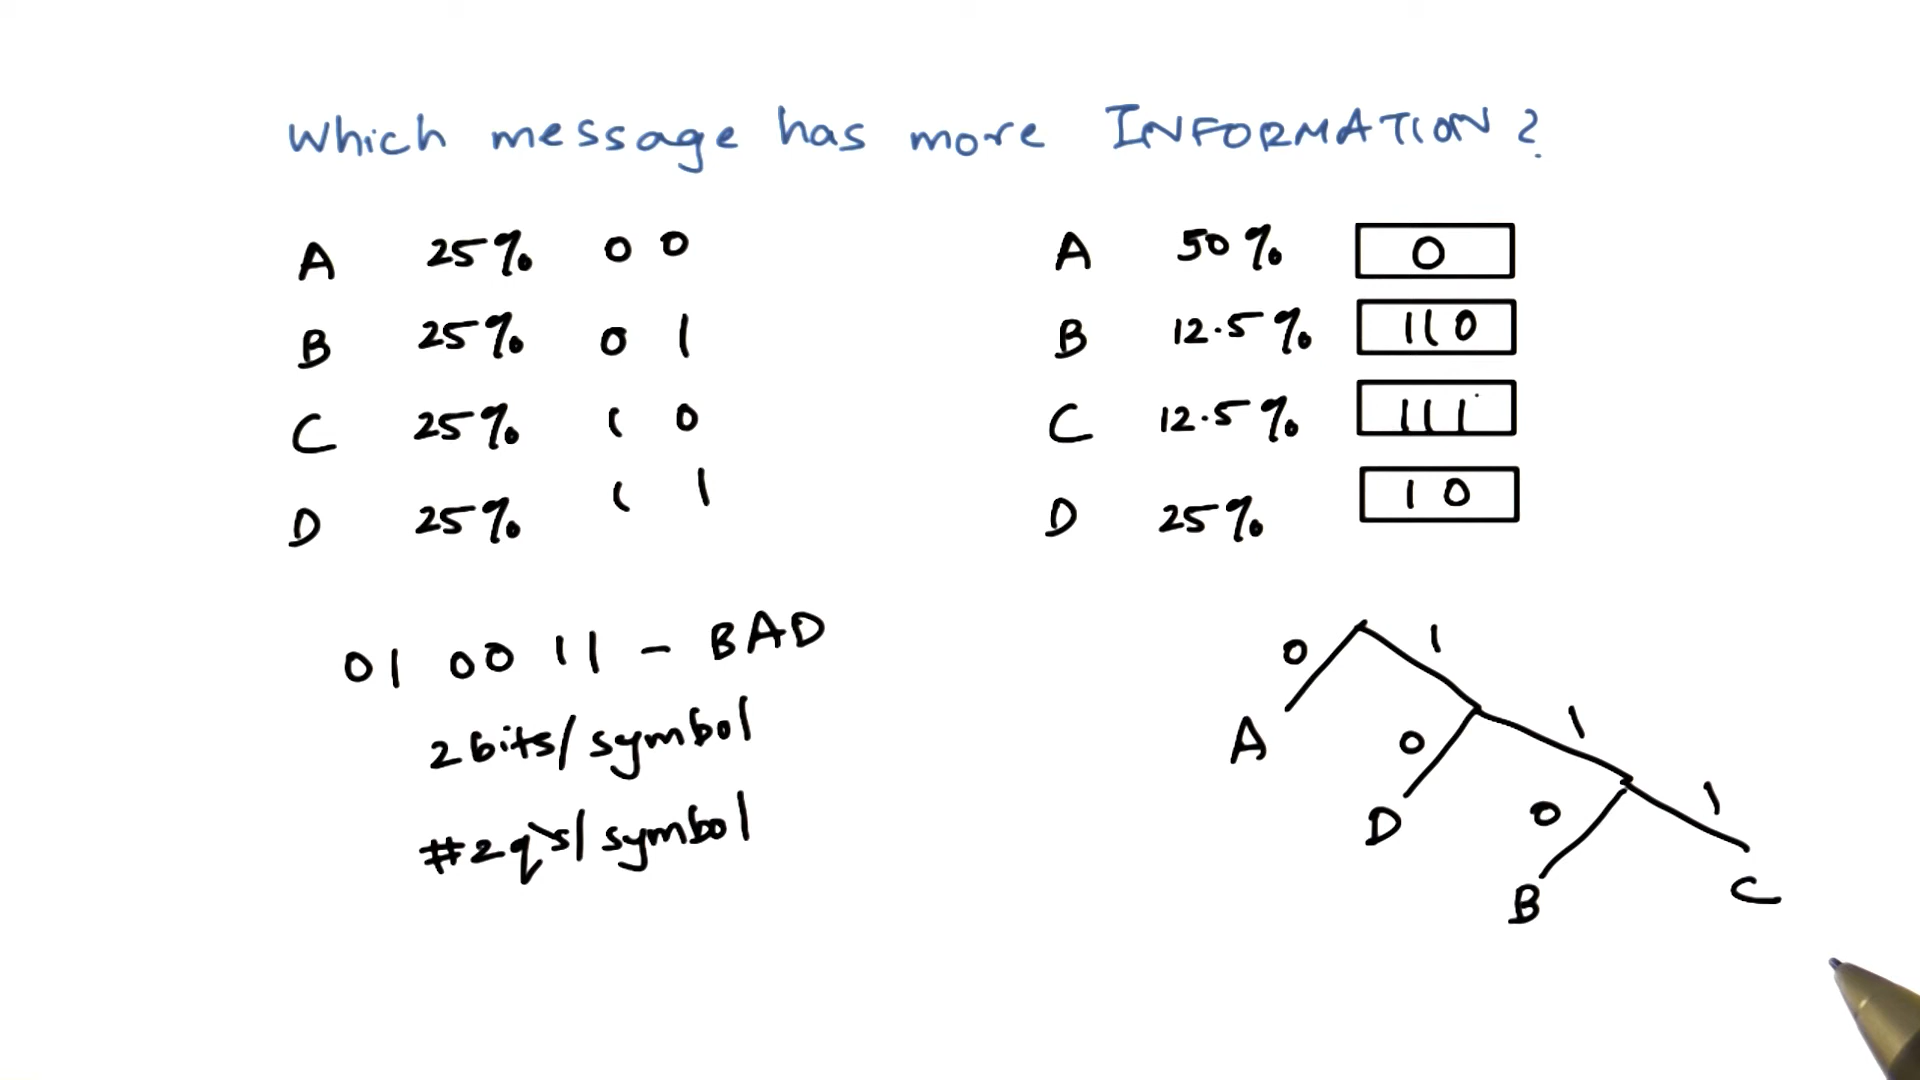 Which message has more INFORMATION?
A 25% 0 0
B 25% 0 1
C 25% 1 0
D 25% 1 1
01 00 11 - BAD
2 bits/symbol
#2q's/symbol
A 50% 0
B 12.5% 110
C 12.5% 111
D 25% 10
0 1
A 0 1
D 0 1
B C